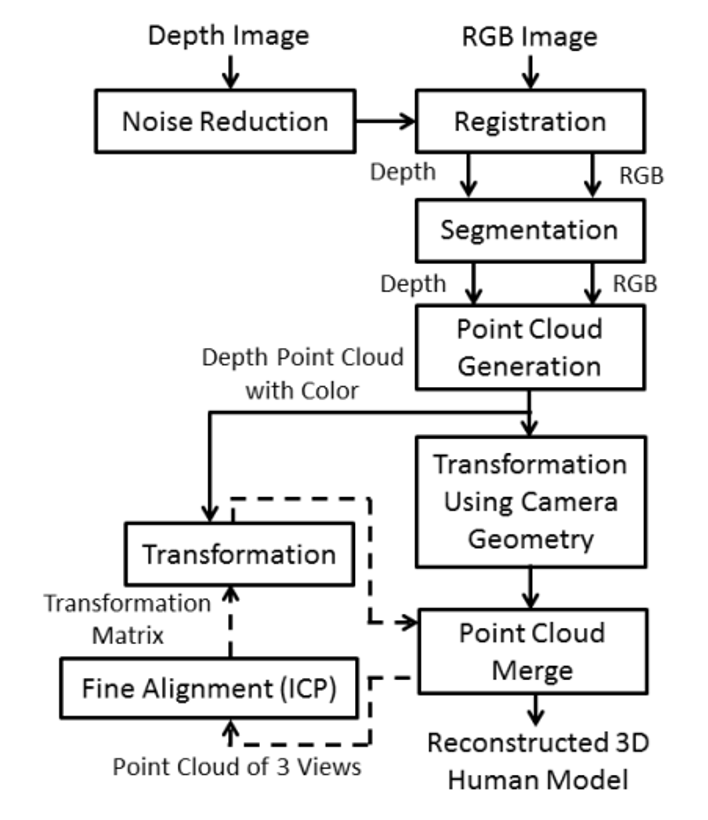 Depth Image
RGB Image
Noise Reduction
Registration
Depth
RGB
Segmentation
Depth
RGB
Point Cloud
Generation
Depth Point Cloud
with Color
Transformation
Using Camera
Geometry
Transformation
Transformation
Matrix
Point Cloud
Merge
Fine Alignment (ICP)
Point Cloud of 3 Views
Reconstructed 3D
Human Model